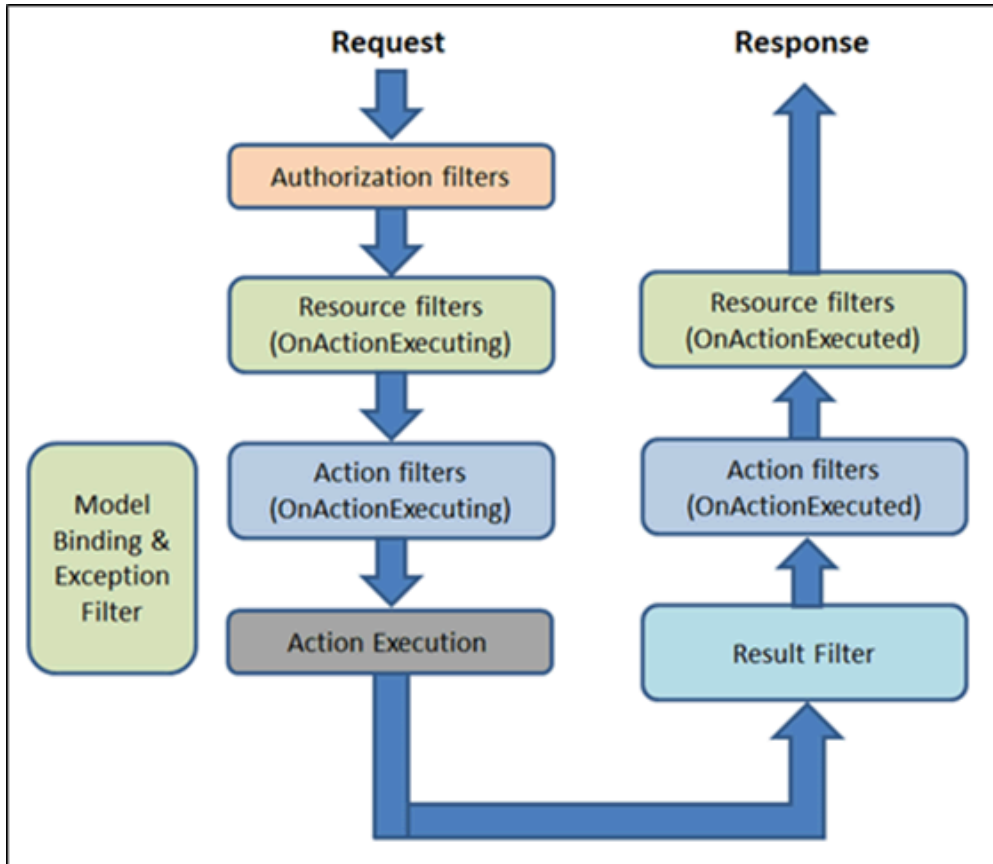 Request
Response
Authorization filters
Resource filters
(OnActionExecuting)
Resource filters
(OnActionExecuted)
Model
Binding &
Exception
Filter
Action filters
(OnActionExecuting)
Action filters
(OnActionExecuted)
Action Execution
Result Filter